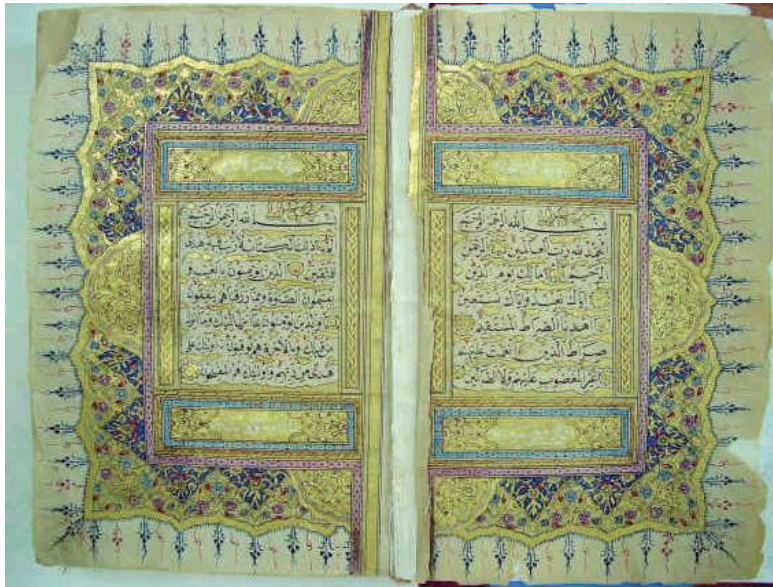 بسم الله الرحمن الرحيم
الحمد لله رب العالمين الرحمن
الرحيم مالك يوم الدين
اياك نعبد واياك نستعين
اهدنا الصراط المستقيم
صراط الذين انعمت عليهم
غير المغضوب عليهم ولا الضالين
بسم الله الرحمن الرحيم
الم ذلك الكتاب لا ريب فيه هدى
للمتقين الذين يؤمنون بالغيب و
يقيمون الصلوة ومما رزقناهم ينفقون
والذين يؤمنون بما انزل اليك وما انزل
من قبلك وبالاخرة هم يوقنون اولئك على
هدى من ربهم واولئك هم المفلحون